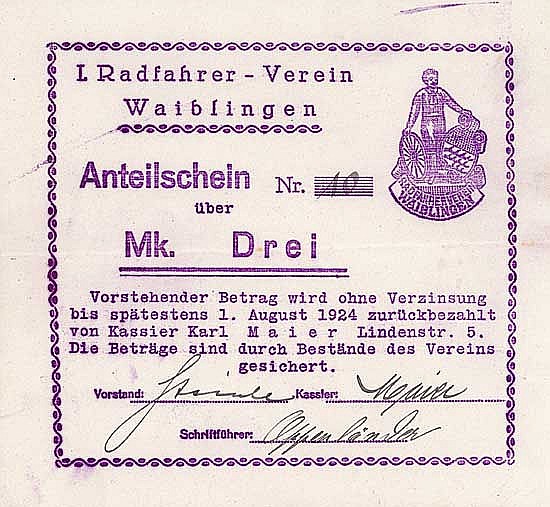 I. Radfahrer - Verein
Waiblingen
RADFAHRERVEREIN
WAIBLINGEN
Anteilschein Nr. 10
über
Mk. Drei
Vorstehender Betrag wird ohne Verzinsung
bis spätestens 1. August 1924 zurückbezahlt
von Kassier Karl Maier Lindenstr. 5.
Die Beträge sind durch Bestände des Vereins
gesichert.
Vorstand: Kassier: Maier
Schriftführer: Oppenländer